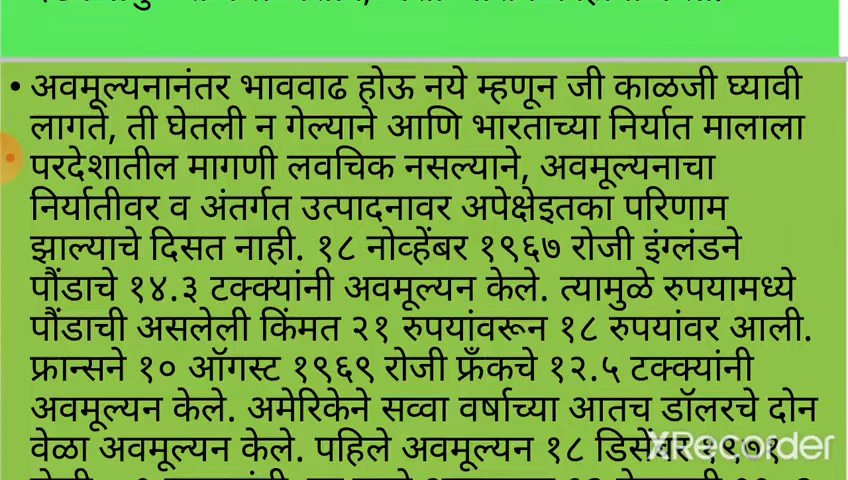 • अवमूल्यनानंतर भाववाढ होऊ नये म्हणून जी काळजी घ्यावी
लागते, ती घेतली न गेल्याने आणि भारताच्या निर्यात मालाला
परदेशातील मागणी लवचिक नसल्याने, अवमूल्यनाचा
निर्यातीवर व अंतर्गत उत्पादनावर अपेक्षेइतका परिणाम
झाल्याचे दिसत नाही. १८ नोव्हेंबर १९६७ रोजी इंग्लंडने
पौंडाचे १४.३ टक्क्यांनी अवमूल्यन केले. त्यामुळे रुपयामध्ये
पौंडाची असलेली किंमत २१ रुपयांवरून १८ रुपयांवर आली.
फ्रान्सने १० ऑगस्ट १९६९ रोजी फ्रँकचे १२.५ टक्क्यांनी
अवमूल्यन केले. अमेरिकेने सव्वा वर्षाच्या आतच डॉलरचे दोन
वेळा अवमूल्यन केले. पहिले अवमूल्यन १८ डिसेंबर १९७१
XRecorder